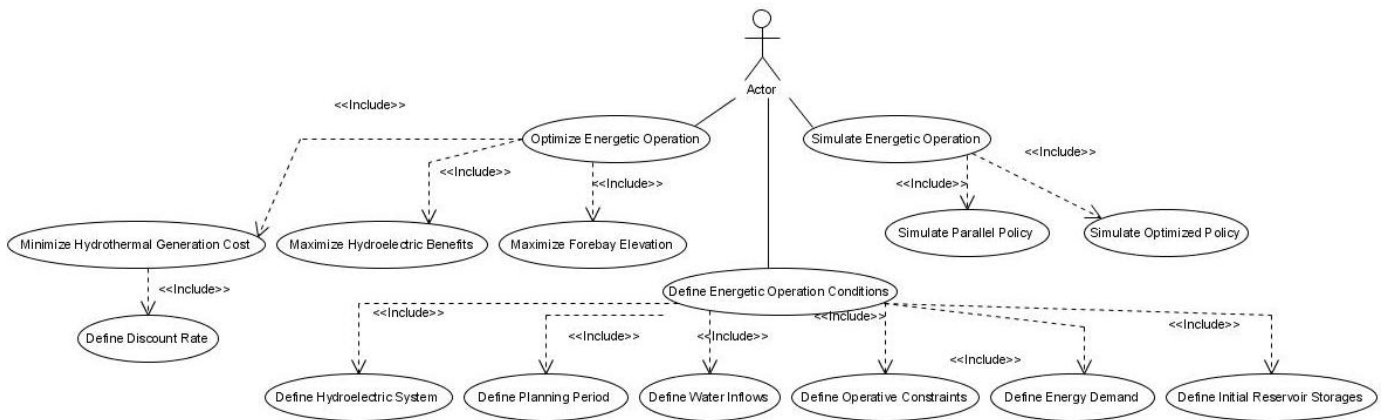 Actor
<<Include>>
Optimize Energetic Operation
Simulate Energetic Operation
<<Include>>
<<Include>>
<<Include>>
<<Include>>
Minimize Hydrothermal Generation Cost
Maximize Hydroelectric Benefits
Maximize Forebay Elevation
Simulate Parallel Policy
Simulate Optimized Policy
<<Include>>
Define Energetic Operation Conditions
Define Discount Rate
<<Include>>
<<Include>>
<<Include>>
<<Include>>
<<Include>>
<<Include>>
Define Hydroelectric System
Define Planning Period
Define Water Inflows
Define Operative Constraints
Define Energy Demand
Define Initial Reservoir Storages